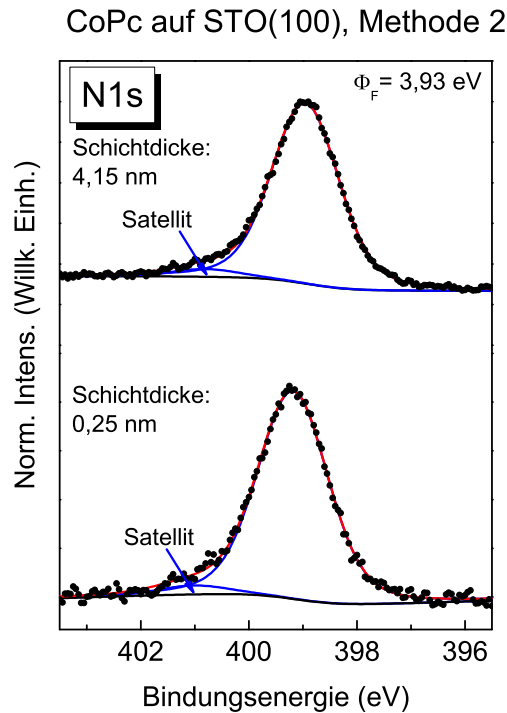 CoPc auf STO(100), Methode 2
N1s
ΦF= 3,93 eV
Schichtdicke:
4,15 nm
Satellit
Schichtdicke:
0,25 nm
Satellit
Norm. Intens. (Willk. Einh.)
402 400 398 396
Bindungsenergie (eV)